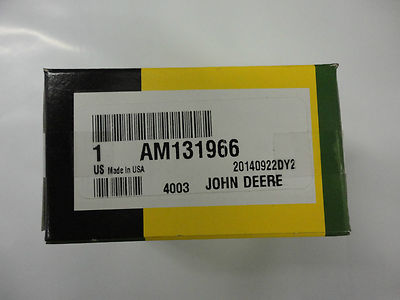 1 AM131966
US Made in USA 20140922DY2
4003 JOHN DEERE